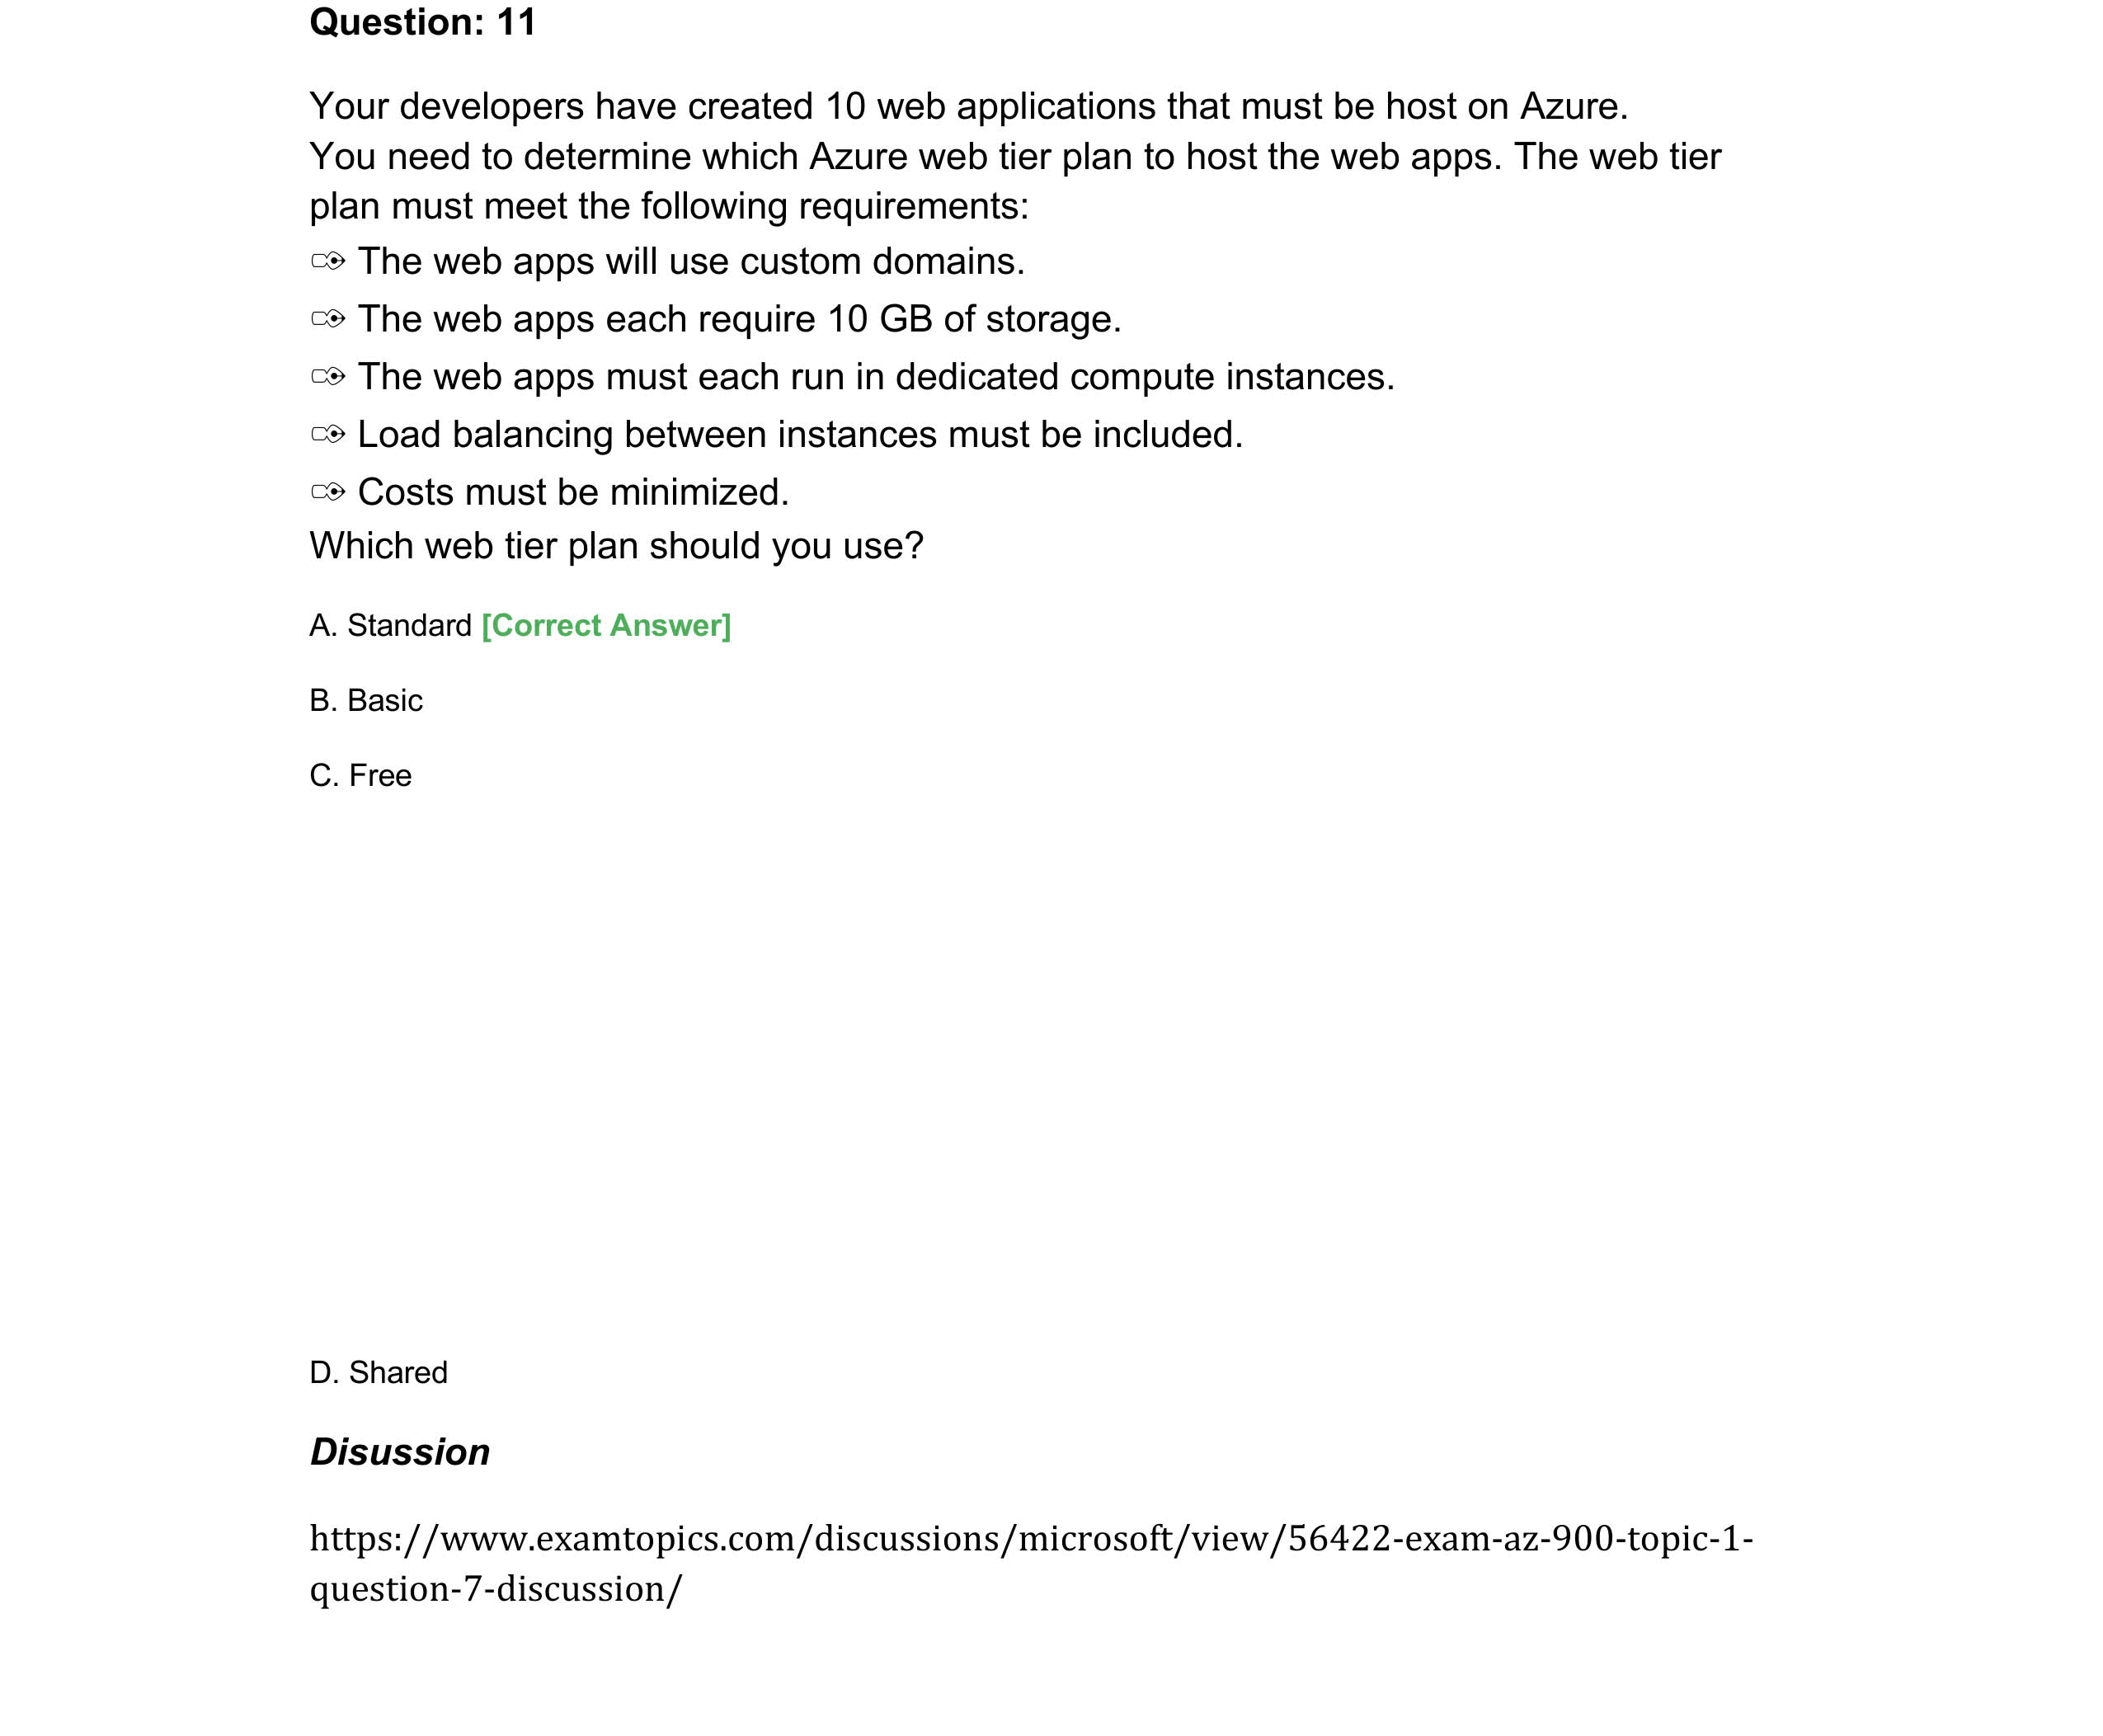 Question: 11
Your developers have created 10 web applications that must be host on Azure.
You need to determine which Azure web tier plan to host the web apps. The web tier
plan must meet the following requirements:
The web apps will use custom domains.
The web apps each require 10 GB of storage.
The web apps must each run in dedicated compute instances.
Load balancing between instances must be included.
Costs must be minimized.
Which web tier plan should you use?
A. Standard [Correct Answer]
B. Basic
C. Free
D. Shared
Disussion
https://www.examtopics.com/discussions/microsoft/view/56422-exam-az-900-topic-1-
question-7-discussion/